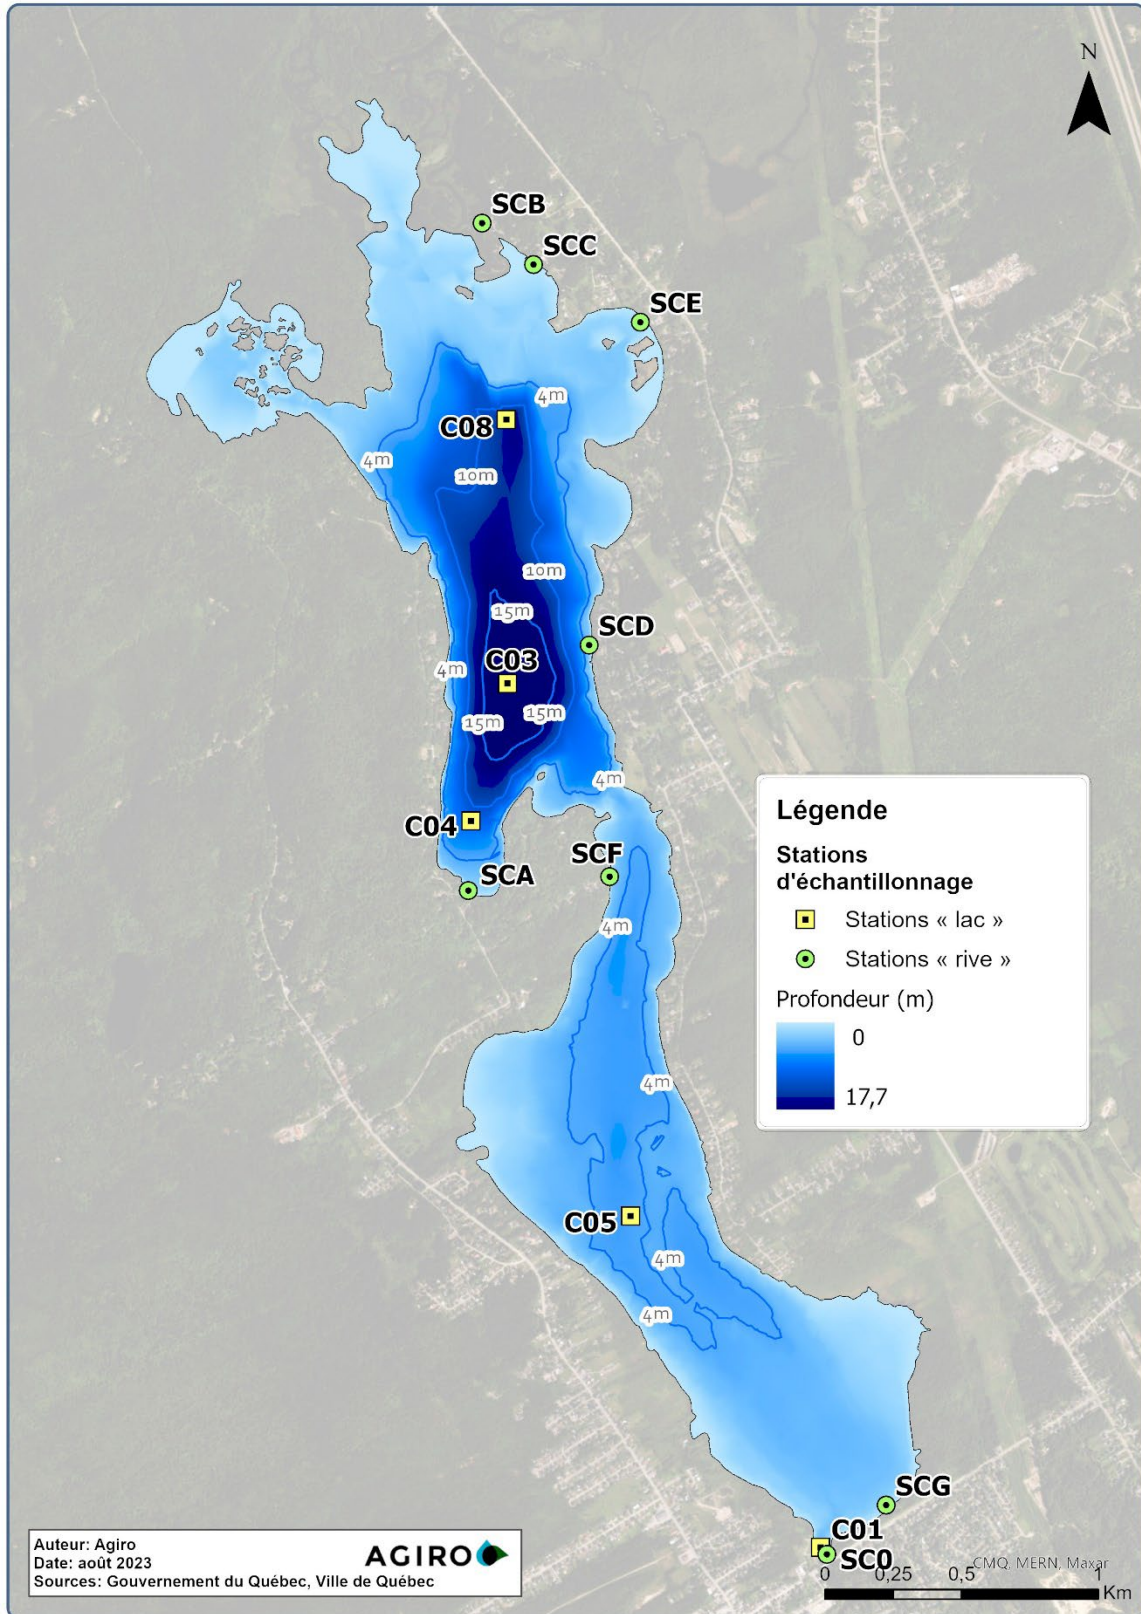 N
SCB
SCC
SCE
4m
C08
4m
10m
10m
15m
SCD
C03
4m
15m
15m
4m
C04
SCF
SCA
4m
4m
C05
4m
4m
SCG
C01
SC0
Légende
Stations
d'échantillonnage
Stations « lac »
Stations « rive »
Profondeur (m)
0
17,7
Auteur: Agiro
Date: août 2023
Sources: Gouvernement du Québec, Ville de Québec
AGIRO
CMQ, MERN, Maxar
0 0,25 0,5 1
Km